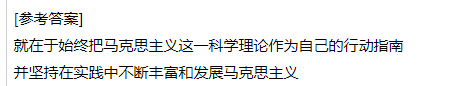 [参考答案]
就在于始终把马克思主义这一科学理论作为自己的行动指南
并坚持在实践中不断丰富和发展马克思主义